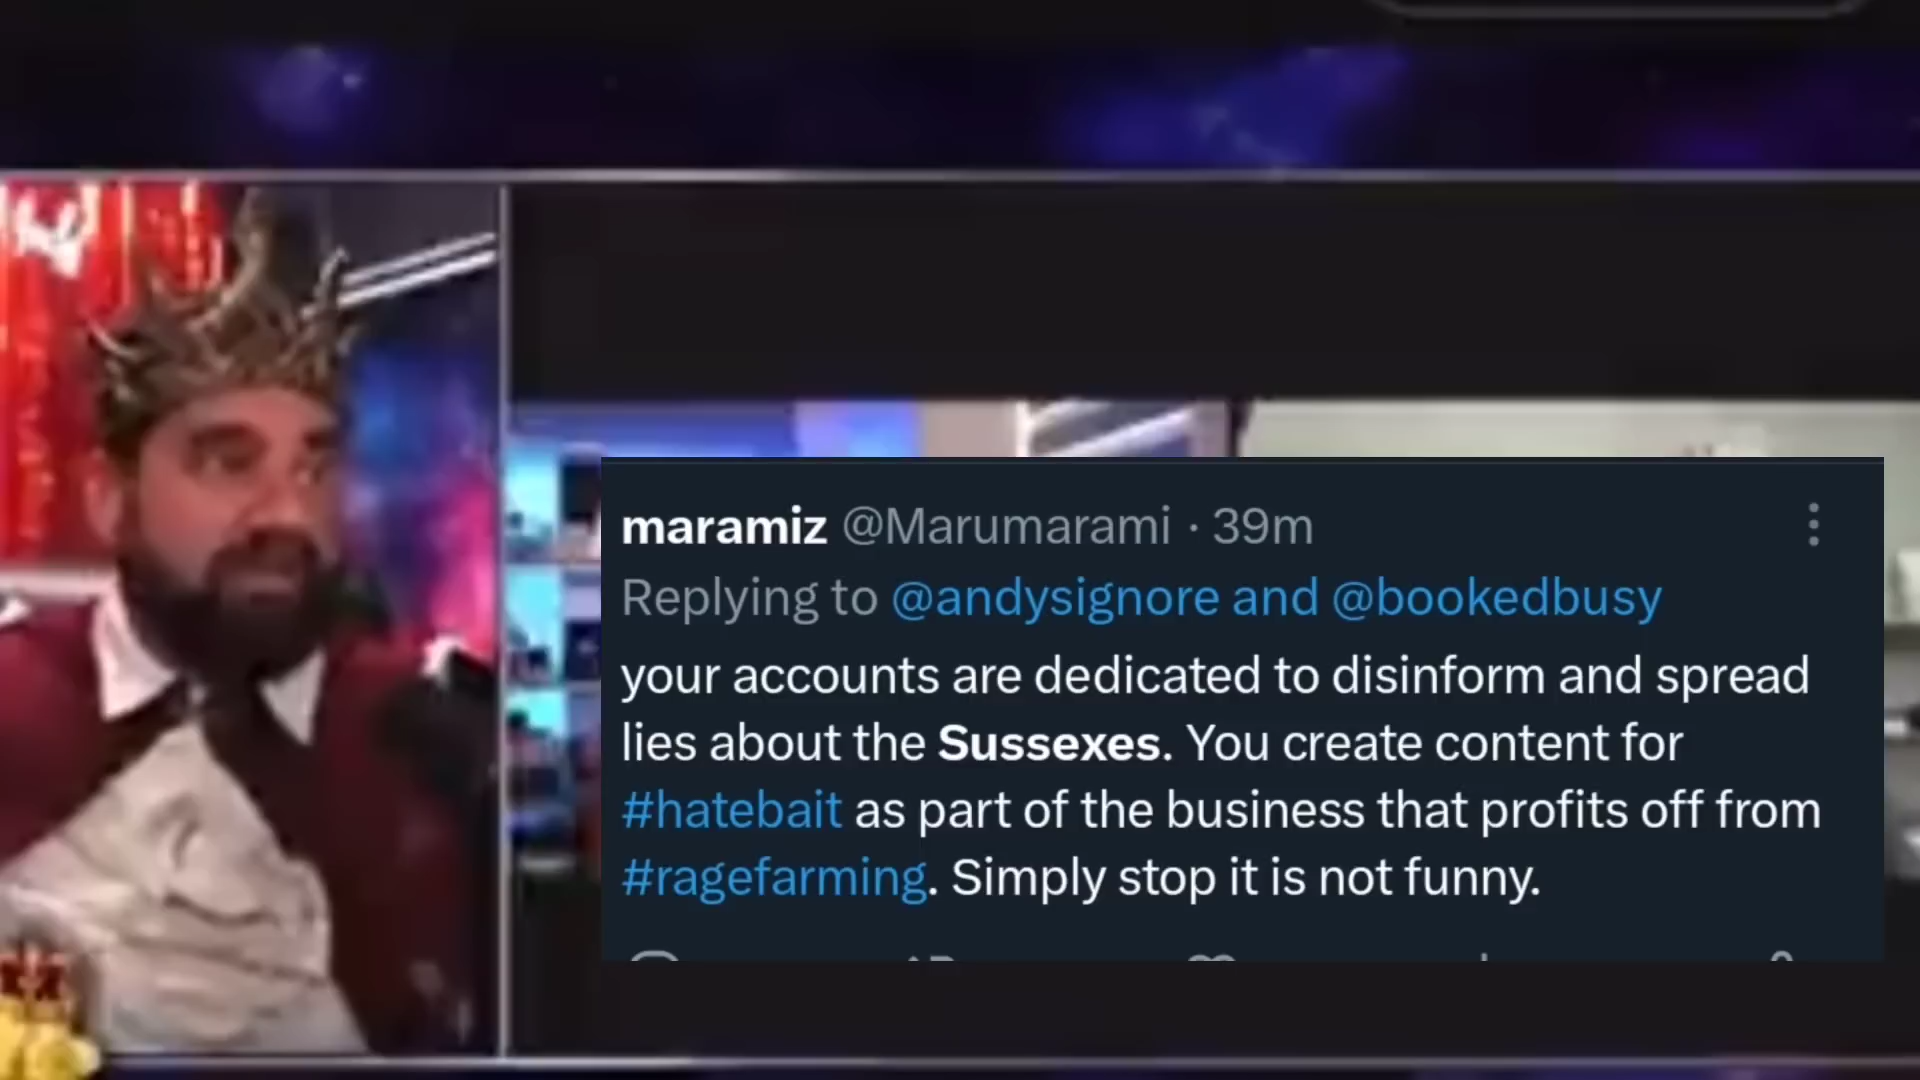 maramiz @Marumarami · 39m
Replying to @andysignore and @bookedbusy
your accounts are dedicated to disinform and spread
lies about the Sussexes. You create content for
#hatebait as part of the business that profits off from
#ragefarming. Simply stop it is not funny.